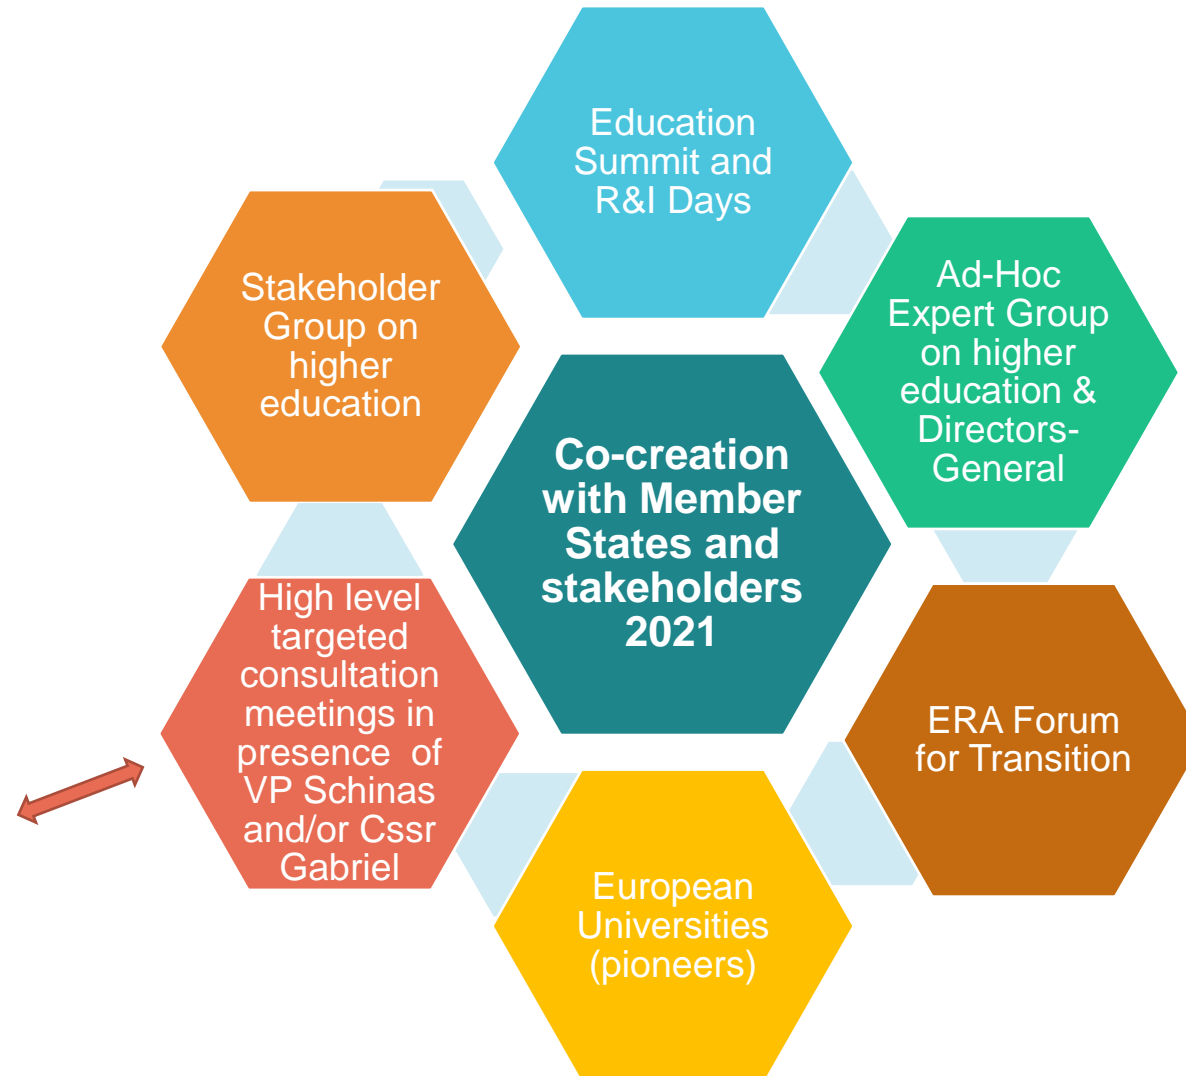 Education
Summit and
R&I Days
Stakeholder
Group on
higher
education
Ad-Hoc
Expert Group
on higher
education &
Directors-
General
Co-creation
with Member
States and
stakeholders
2021
High level
targeted
consultation
meetings in
presence of
VP Schinas
and/or Cssr
Gabriel
ERA Forum
for Transition
European
Universities
(pioneers)